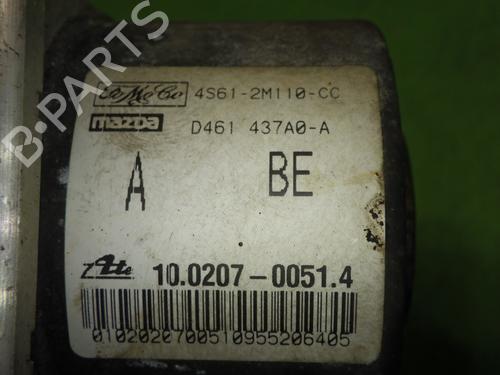 FoMoCo 4S61-2M110-CC
mazda D461 437A0-A
A BE
Ate 10.0207-0051.4
0102020700510955206405
B-PARTS